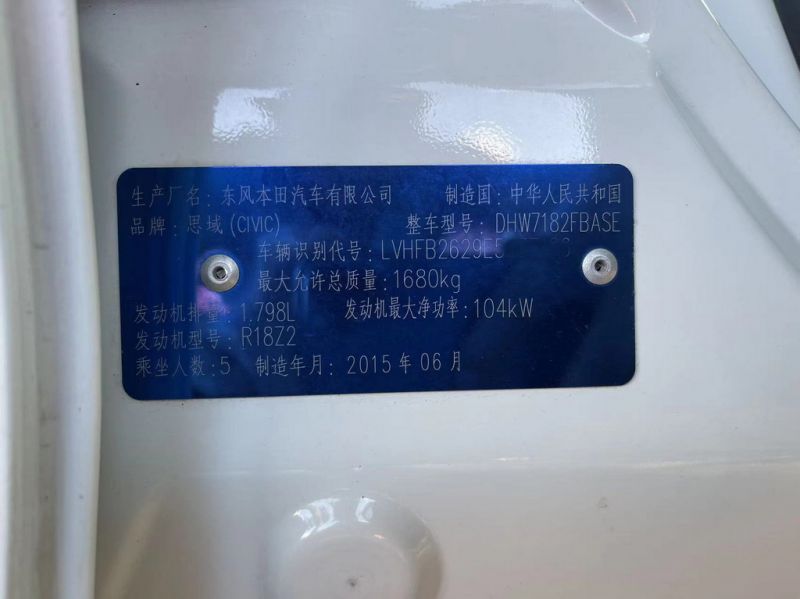 生产厂名：东风本田汽车有限公司 制造国：中华人民共和国
品牌：思域(CIVIC) 整车型号：DHW7182FBASE
车辆识别代号：LVHFB2629E5
最大允许总质量：1680kg
发动机排量：1.798L 发动机最大净功率：104kW
发动机型号：R18Z2
乘坐人数：5 制造年月：2015年06月